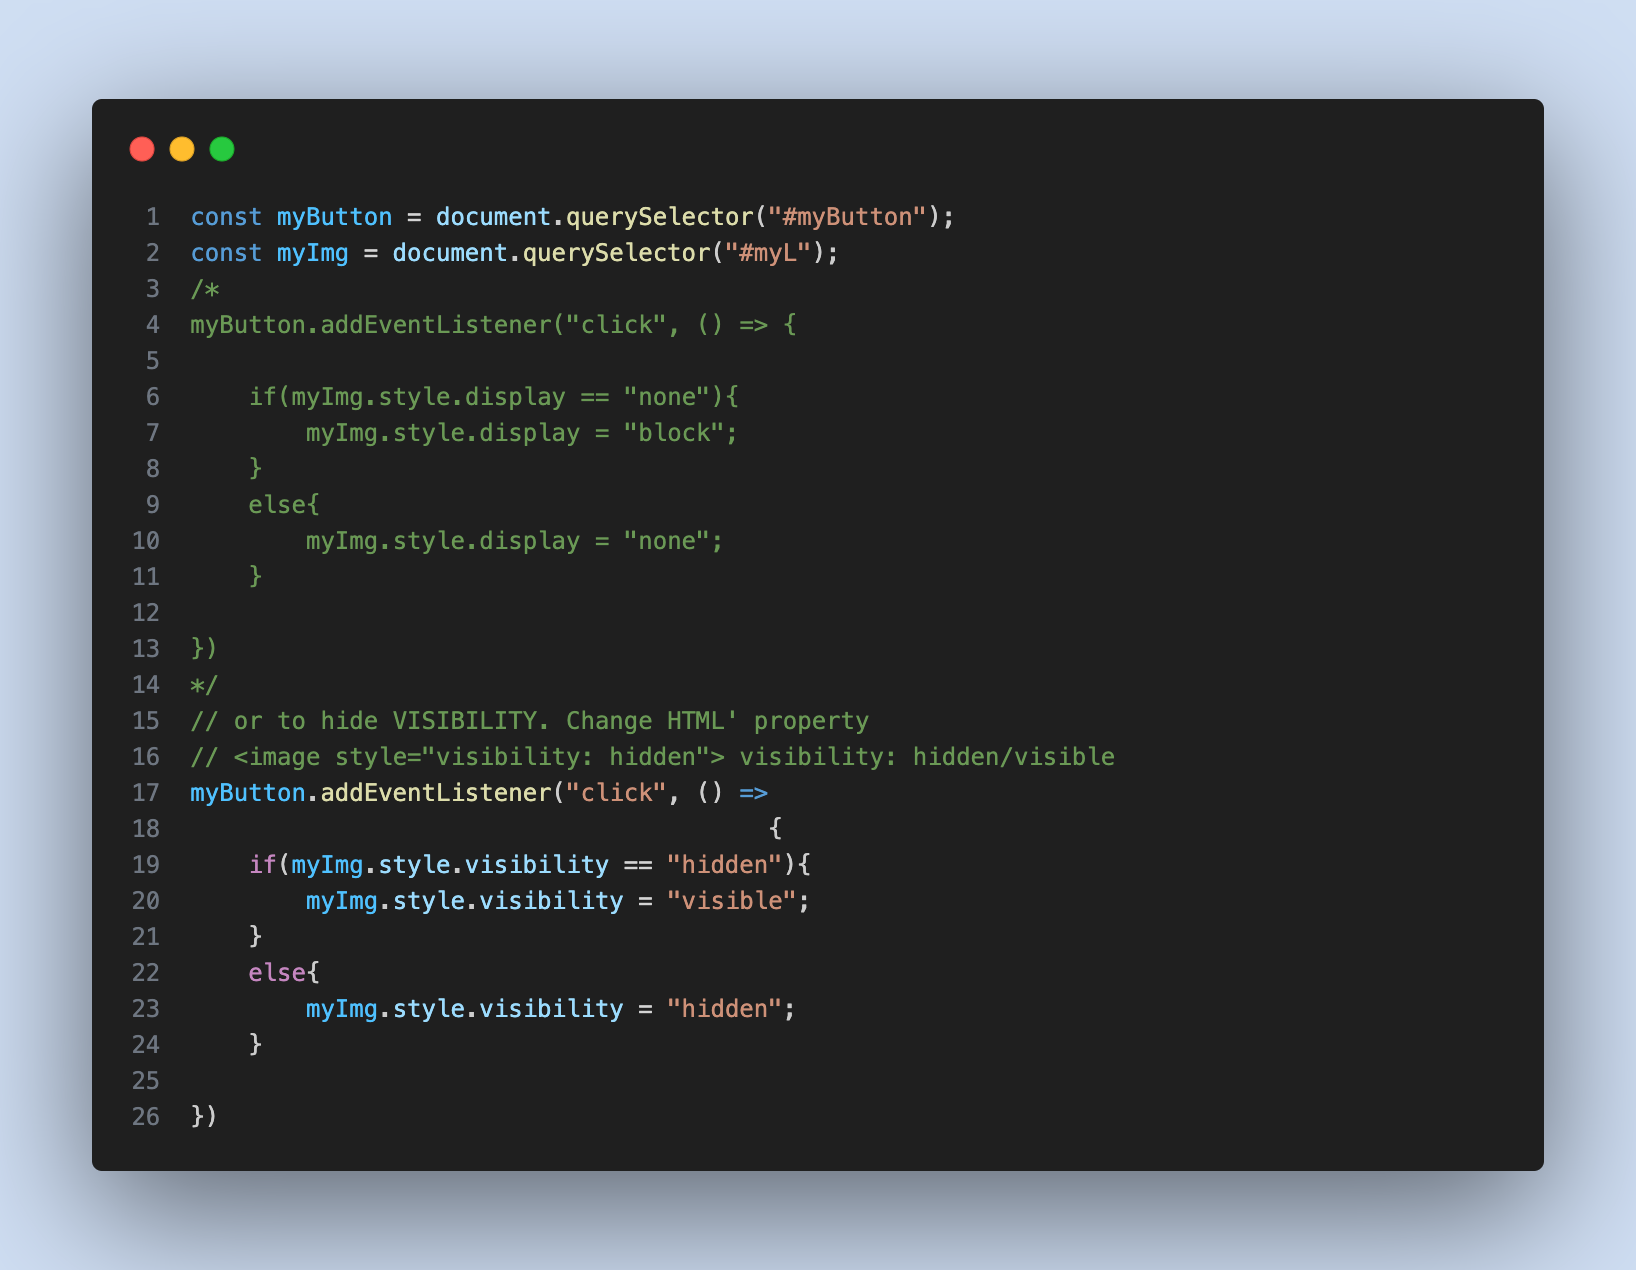 1 const myButton = document.querySelector("#myButton");
2 const myImg = document.querySelector("#myL");
3 /*
4 myButton.addEventListener("click", () => {
5
6     if(myImg.style.display == "none"){
7         myImg.style.display = "block";
8     }
9     else{
10         myImg.style.display = "none";
11     }
12
13 })
14 */
15 // or to hide VISIBILITY. Change HTML' property
16 // <image style="visibility: hidden"> visibility: hidden/visible
17 myButton.addEventListener("click", () =>
18                                         {
19     if(myImg.style.visibility == "hidden"){
20         myImg.style.visibility = "visible";
21     }
22     else{
23         myImg.style.visibility = "hidden";
24     }
25
26 })